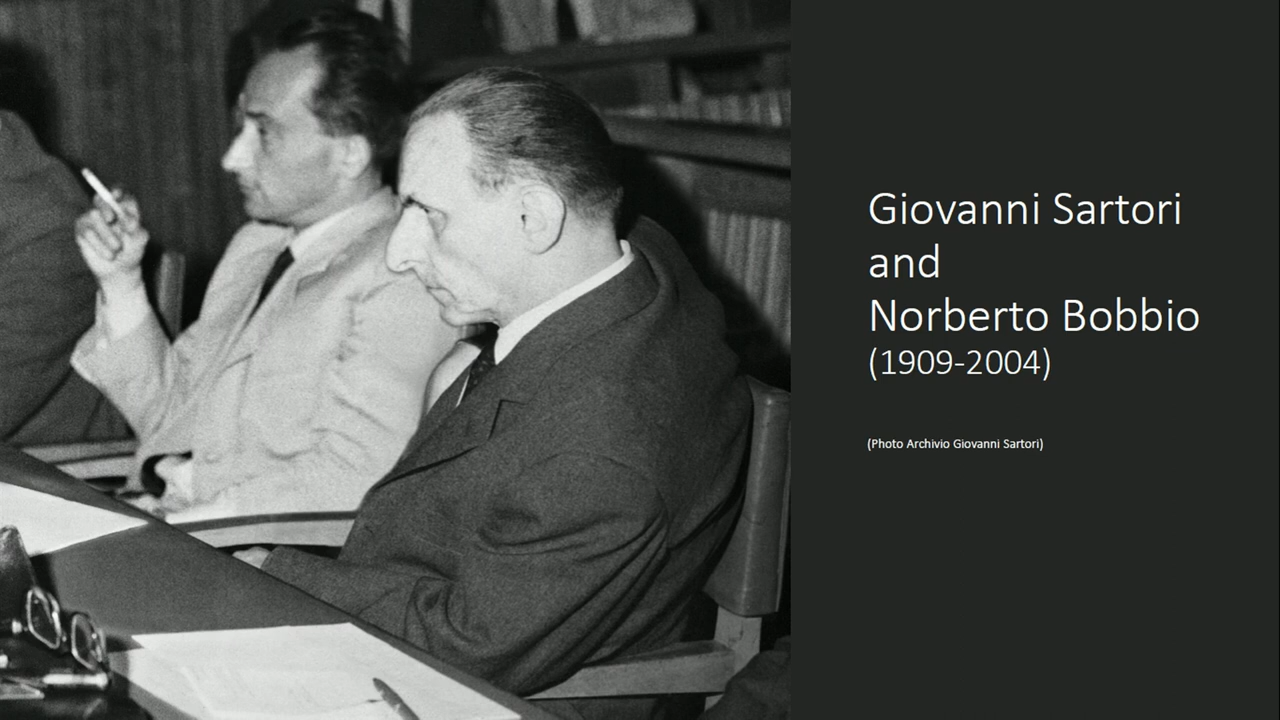 Giovanni Sartori
and
Norberto Bobbio
(1909-2004)
(Photo Archivio Giovanni Sartori)